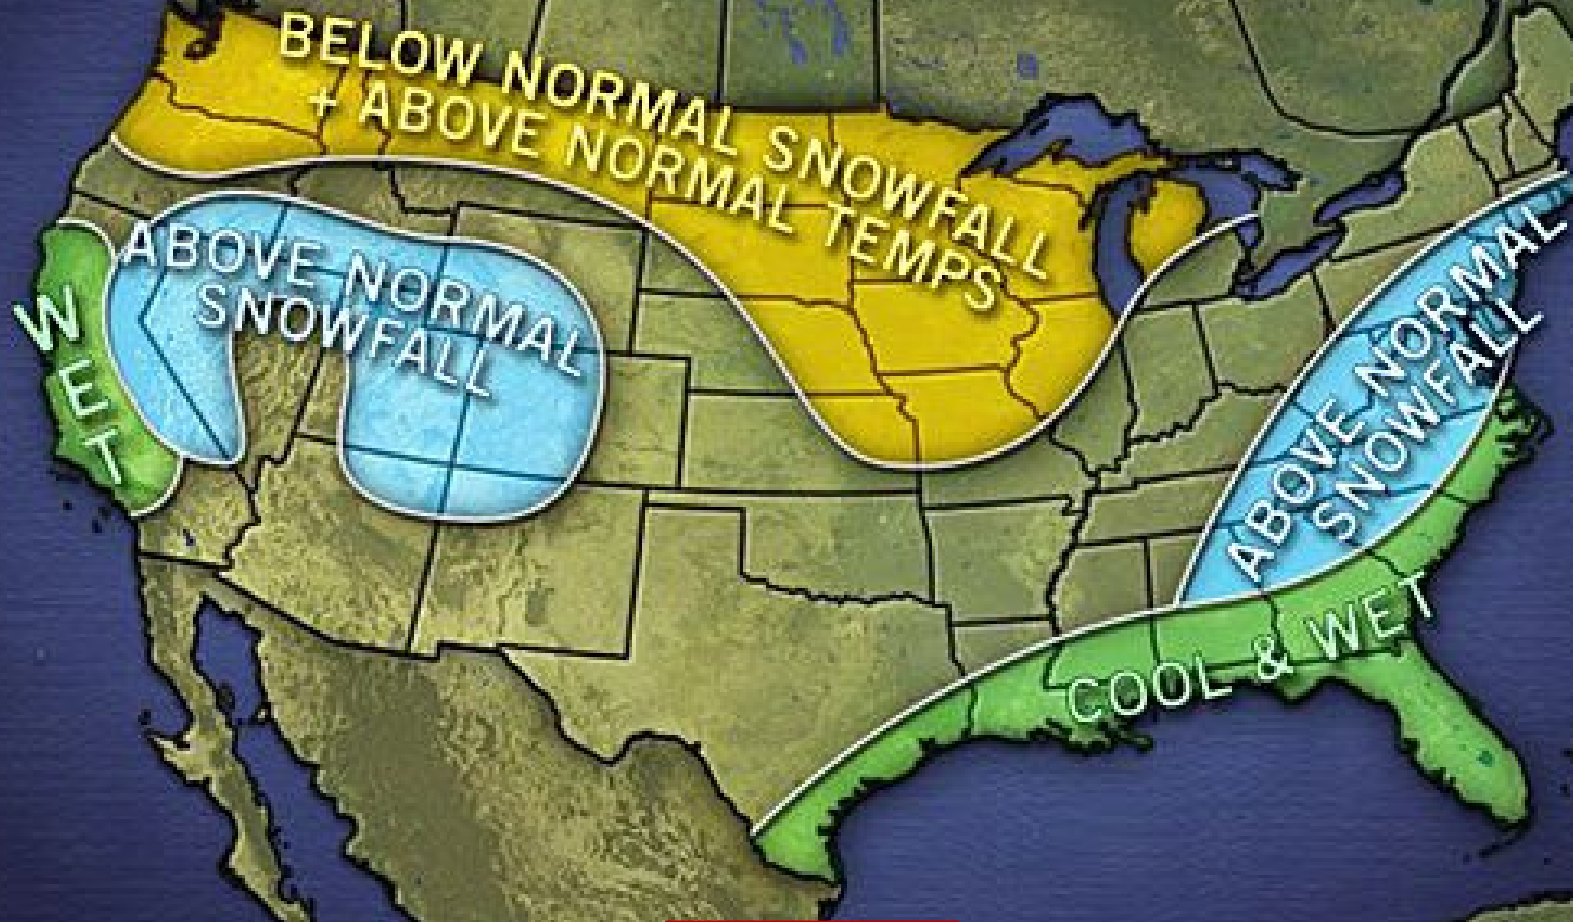 BELOW NORMAL SNOWFALL
+ ABOVE NORMAL TEMPS
ABOVE NORMAL
SNOWFALL
WET
ABOVE NORMAL
SNOWFALL
COOL & WET